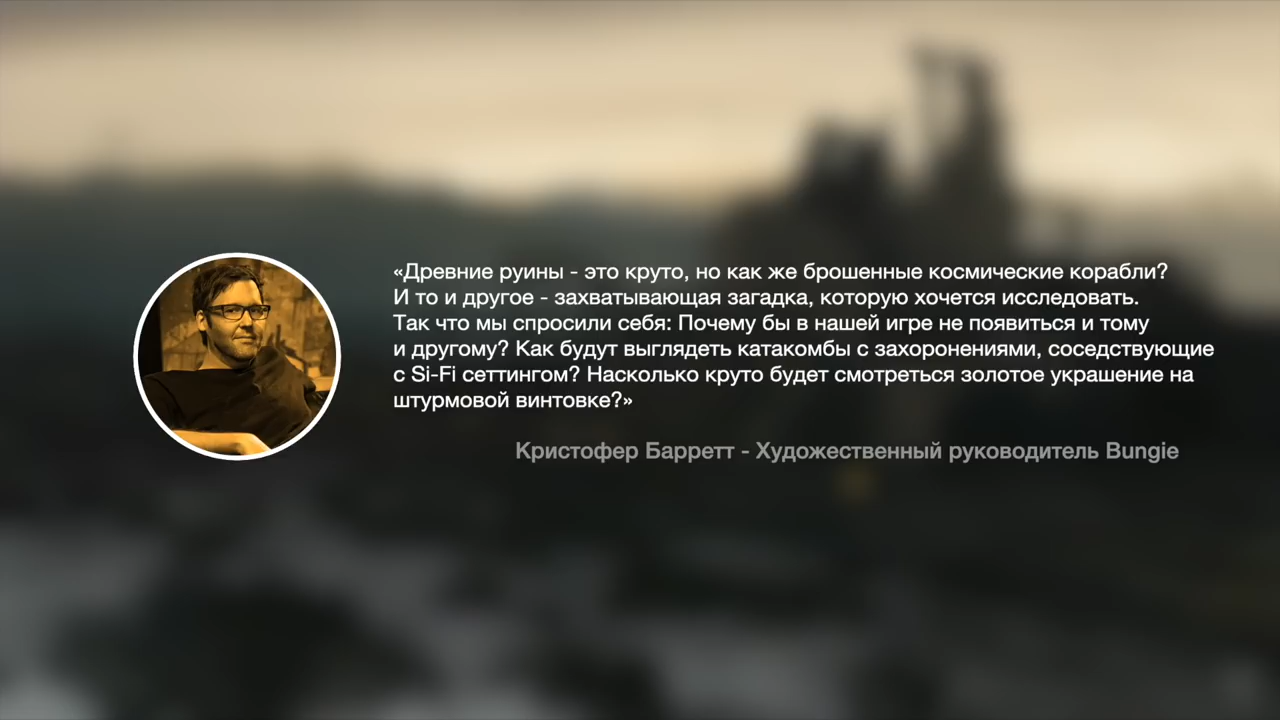 «Древние руины - это круто, но как же брошенные космические корабли?
И то и другое - захватывающая загадка, которую хочется исследовать.
Так что мы спросили себя: Почему бы в нашей игре не появиться и тому
и другому? Как будут выглядеть катакомбы с захоронениями, соседствующие
с Si-Fi сеттингом? Насколько круто будет смотреться золотое украшение на
штурмовой винтовке?»
Кристофер Барретт - Художественный руководитель Bungie